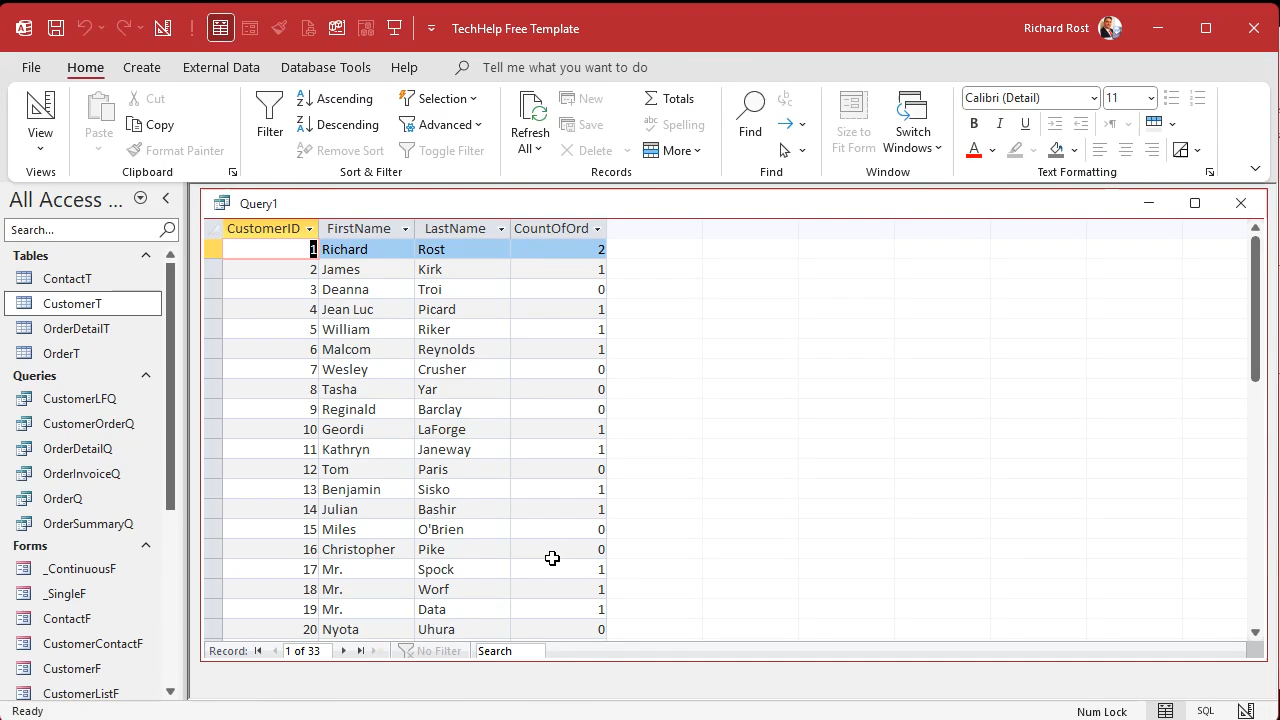 TechHelp Free Template
Richard Rost
File Home Create External Data Database Tools Help Tell me what you want to do
View
Views
Paste
Cut
Copy
Format Painter
Clipboard
Filter
Ascending
Descending
Remove Sort
Selection
Advanced
Toggle Filter
Sort & Filter
Refresh
All
New
Save
Delete
Totals
Spelling
More
Records
Find
Find
Size to
Fit Form
Switch
Windows
Window
Calibri (Detail) 11
B I U
A
Text Formatting
All Access ...
Search...
Tables
ContactT
CustomerT
OrderDetailT
OrderT
Queries
CustomerLFQ
CustomerOrderQ
OrderDetailQ
OrderInvoiceQ
OrderQ
OrderSummaryQ
Forms
_ContinuousF
_SingleF
ContactF
CustomerContactF
CustomerF
CustomerListF
Query1
CustomerID FirstName LastName CountOfOrd
1 Richard Rost 2
2 James Kirk 1
3 Deanna Troi 0
4 Jean Luc Picard 1
5 William Riker 1
6 Malcom Reynolds 1
7 Wesley Crusher 0
8 Tasha Yar 0
9 Reginald Barclay 0
10 Geordi LaForge 1
11 Kathryn Janeway 1
12 Tom Paris 0
13 Benjamin Sisko 1
14 Julian Bashir 1
15 Miles O'Brien 0
16 Christopher Pike 0
17 Mr. Spock 1
18 Mr. Worf 1
19 Mr. Data 1
20 Nyota Uhura 0
Record: 1 of 33 No Filter Search
Ready
Num Lock
SQL